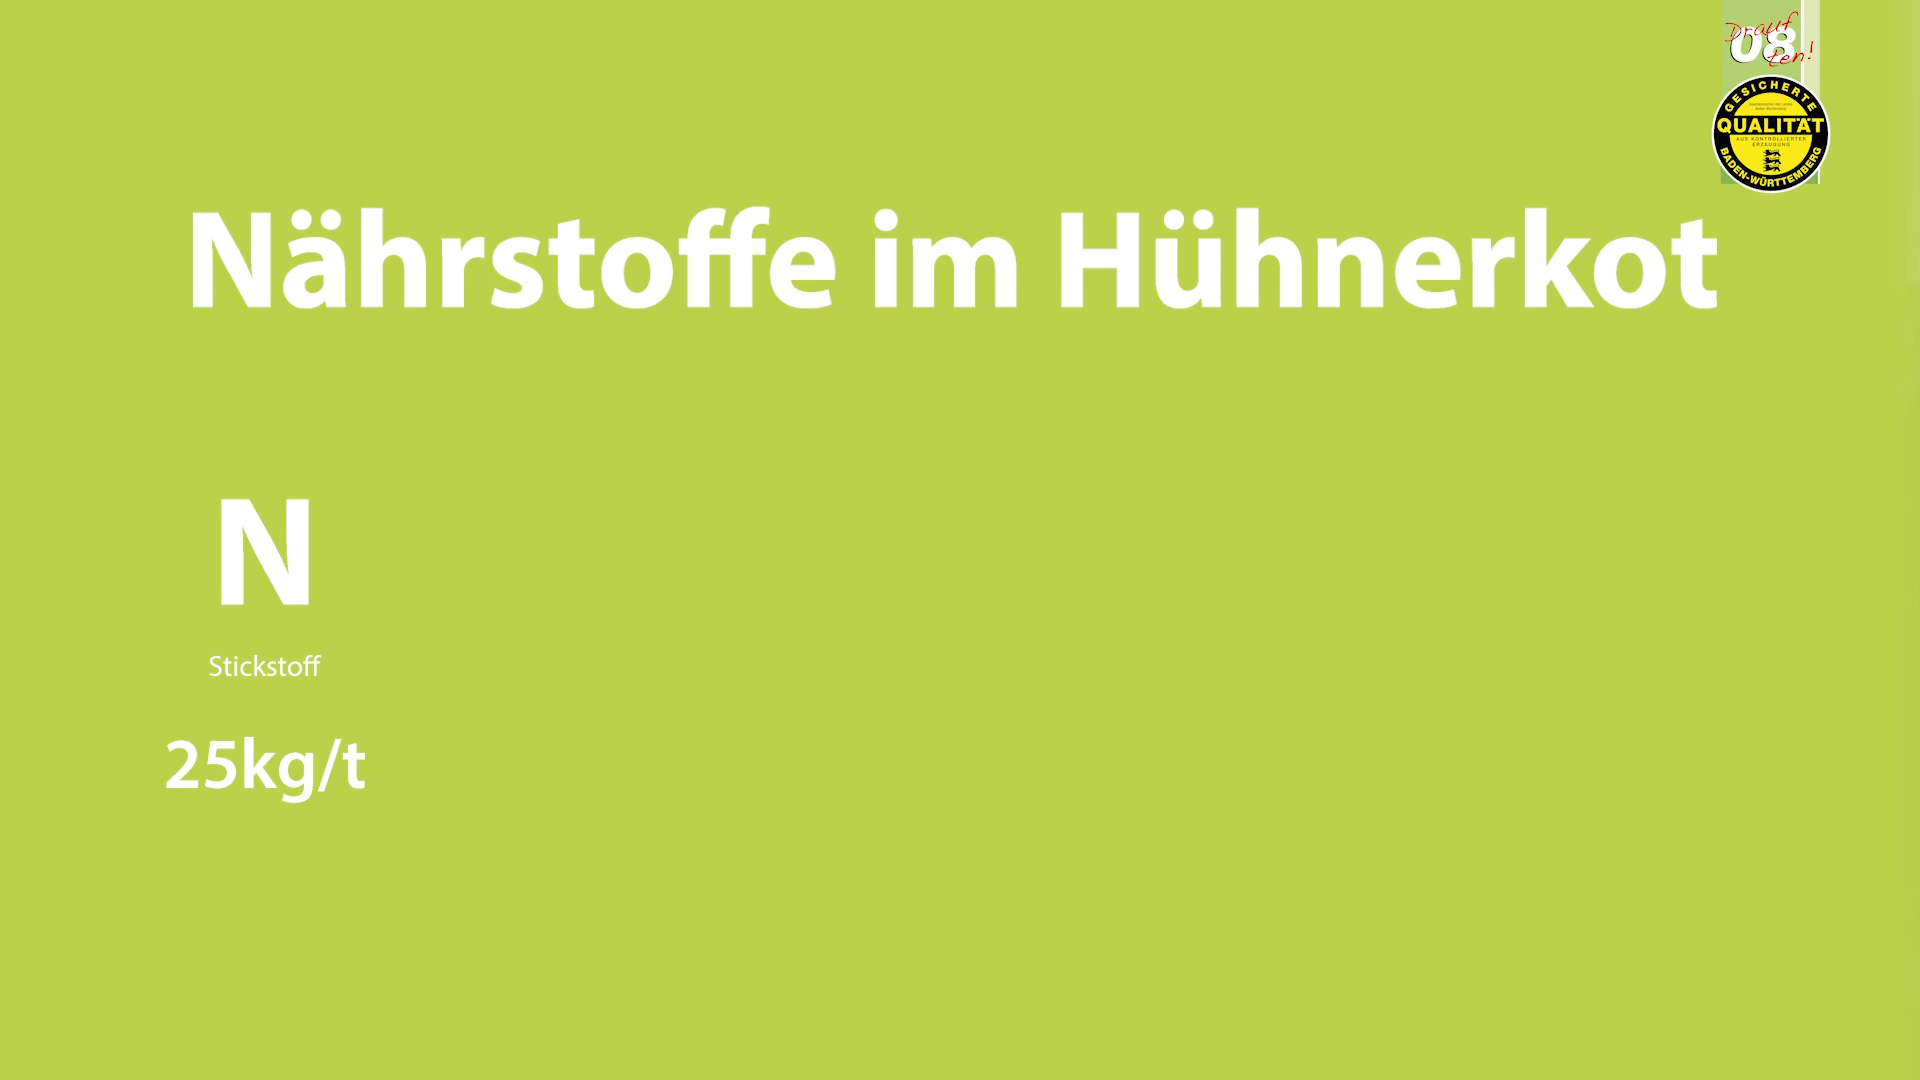 Drauf
08
ten!
GESICHERTE
QUALITÄT
AUS KONTROLLIERTER
ERZEUGUNG
BADEN-WÜRTTEMBERG
Nährstoffe im Hühnerkot
N
Stickstoff
25kg/t